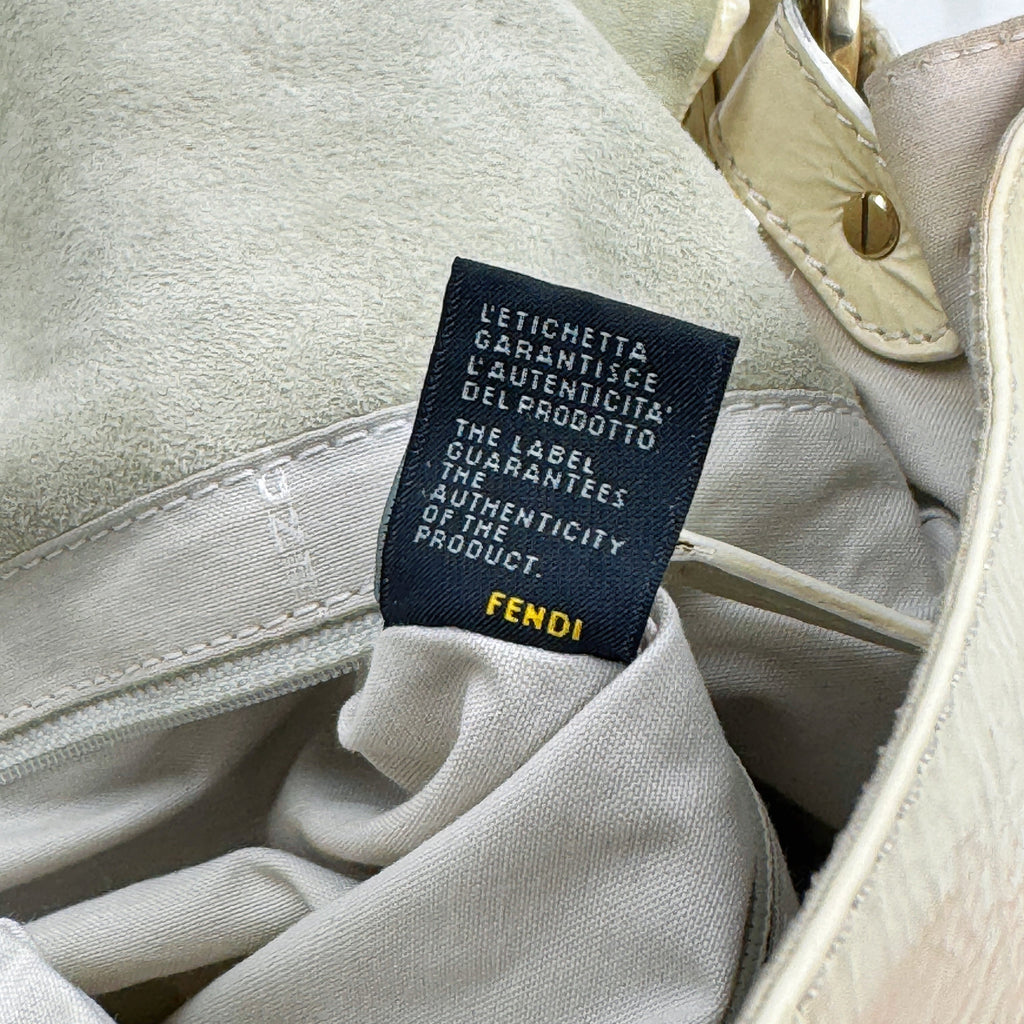 L'ETICHETTA
GARANTISCE
L'AUTENTICITA'
DEL PRODOTTO
THE LABEL
GUARANTEES
THE
AUTHENTICITY
OF THE
PRODUCT.
FENDI